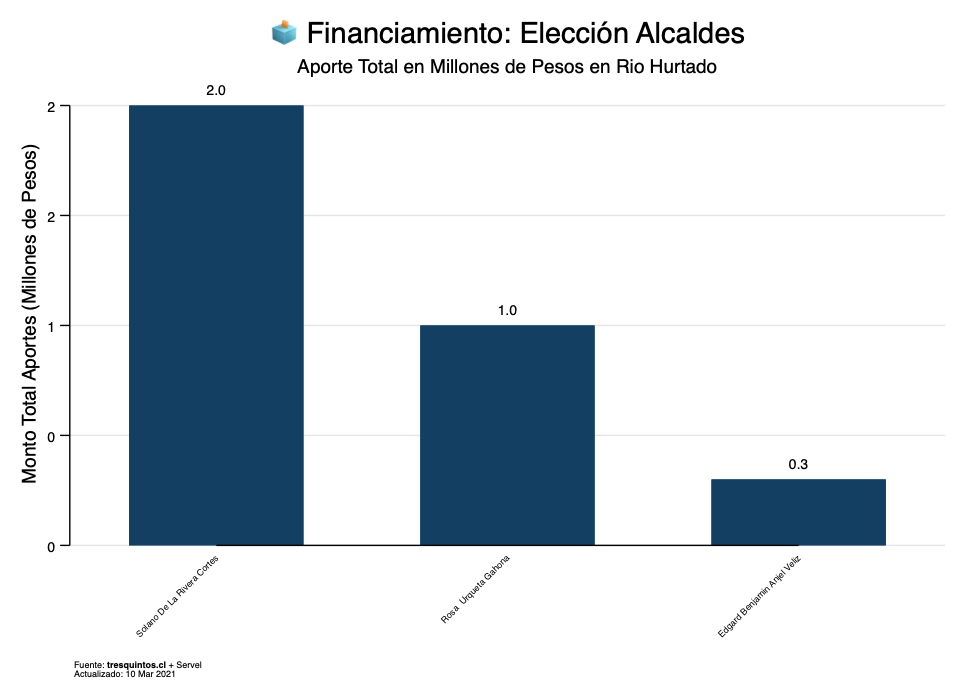 Financiamiento: Elección Alcaldes
Aporte Total en Millones de Pesos en Rio Hurtado
Monto Total Aportes (Millones de Pesos)
2
2
1
0
0
2.0
1.0
0.3
Solano De La Rivera Cortes
Rosa  Urqueta Gahona
Edgard Benjamin Anjel Veliz
Fuente: tresquintos.cl + Servel
Actualizado: 10 Mar 2021